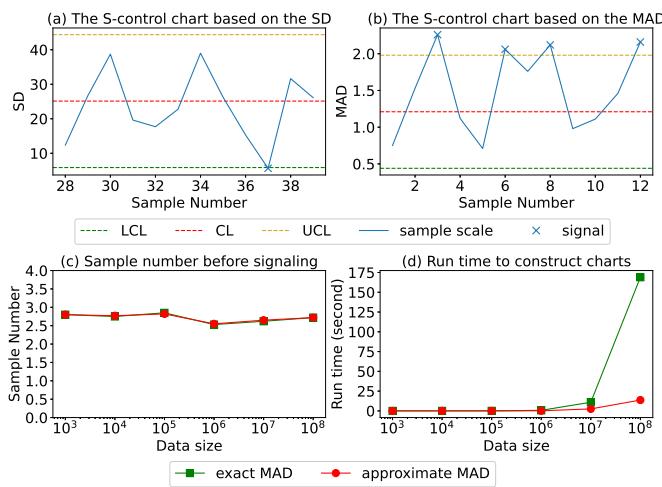 (a) The S-control chart based on the SD
40
30
20
10
SD
28 30 32 34 36 38
Sample Number
(b) The S-control chart based on the MAD
2.0
1.5
1.0
0.5
MAD
2 4 6 8 10 12
Sample Number
LCL CL UCL sample scale signal
(c) Sample number before signaling
4.0
3.5
3.0
2.5
2.0
1.5
1.0
0.5
0.0
Sample Number
10³ 10⁴ 10⁵ 10⁶ 10⁷ 10⁸
Data size
(d) Run time to construct charts
175
150
125
100
75
50
25
0
Run time (second)
10³ 10⁴ 10⁵ 10⁶ 10⁷ 10⁸
Data size
exact MAD approximate MAD